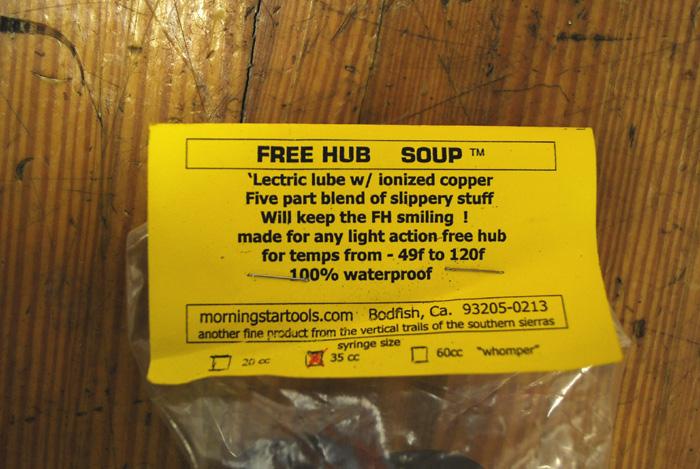 FREE HUB SOUP ™
'Lectric lube w/ ionized copper
Five part blend of slippery stuff
Will keep the FH smiling !
made for any light action free hub
for temps from - 49f to 120f
100% waterproof
morningstartools.com Bodfish, Ca. 93205-0213
another fine product from the vertical trails of the southern sierras
syringe size
20 cc 35 cc 60cc "whomper"